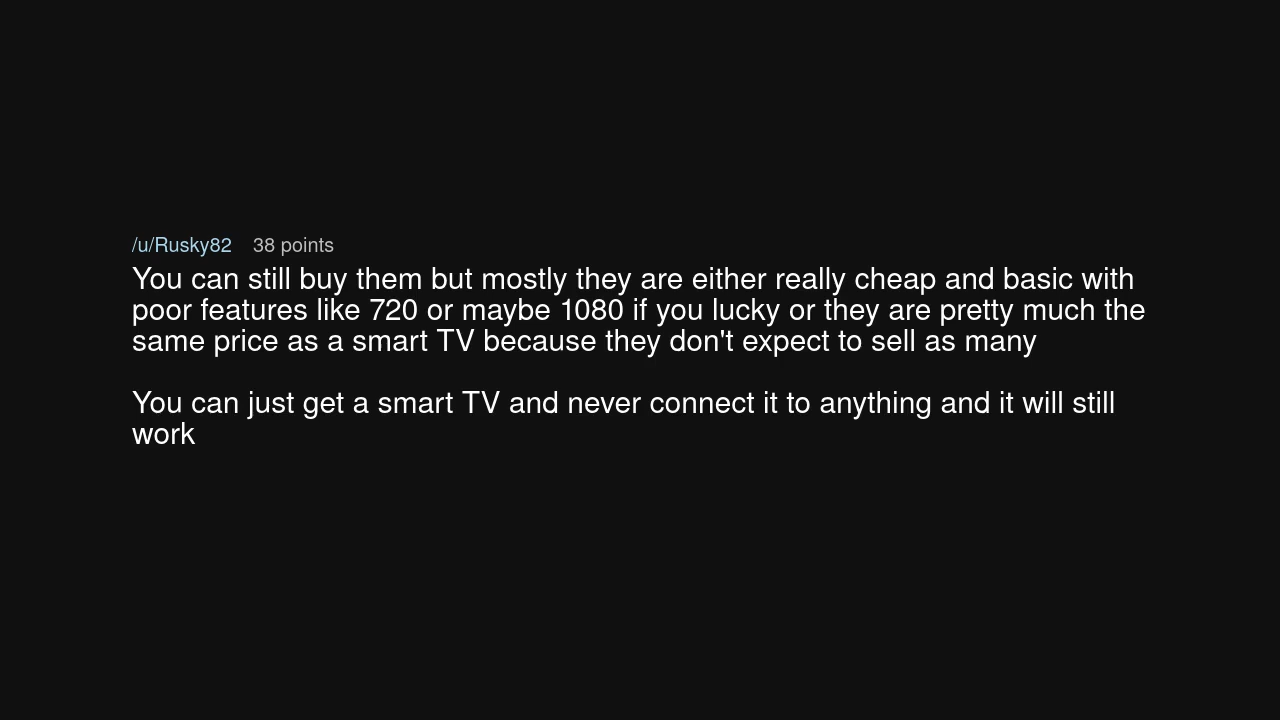 /u/Rusky82 38 points
You can still buy them but mostly they are either really cheap and basic with
poor features like 720 or maybe 1080 if you lucky or they are pretty much the
same price as a smart TV because they don't expect to sell as many
You can just get a smart TV and never connect it to anything and it will still
work